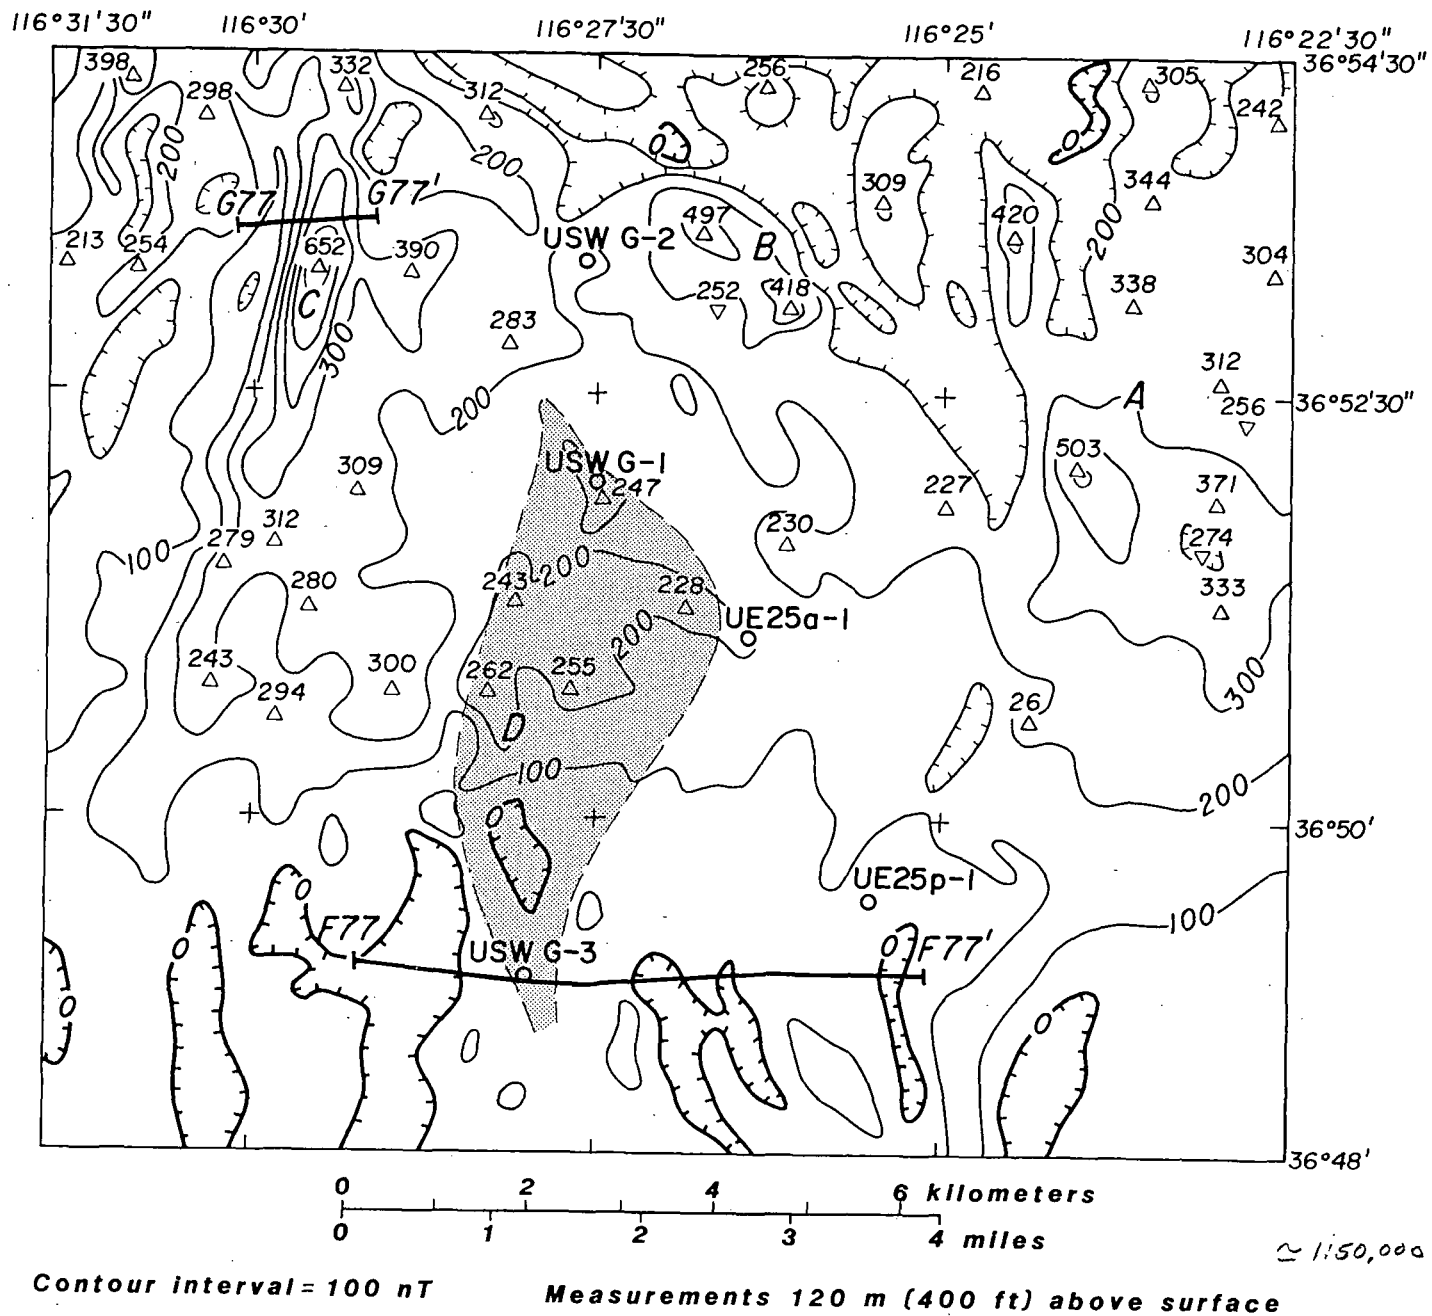 116°31'30" 116°30' 116°27'30" 116°25' 116°22'30"
36°54'30"
398 332 256 216 305
298 312 242
200 0 0
200
G77 G77' 309 344
497 420 200
213 254 652 390 USW G-2 B
304
C 252 418 338
283
300
312
200 A 36°52'30"
256
503
USW G-1
309 247 227 371
312 230
279 274
100 200
280 243 228 333
UE25a-1
200
243 300 262 255
294 26 300
D
100
200
0
36°50'
0 UE25p-1
F77 100
0 USW G-3 0 F77'
0 0
36°48'
0 2 4 6 kilometers
0 1 2 3 4 miles
≃ 1:50,000
Contour interval = 100 nT Measurements 120 m (400 ft) above surface